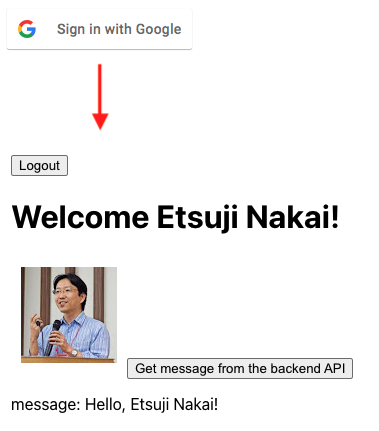 Sign in with Google
Logout
Welcome Etsuji Nakai!
Get message from the backend API
message: Hello, Etsuji Nakai!